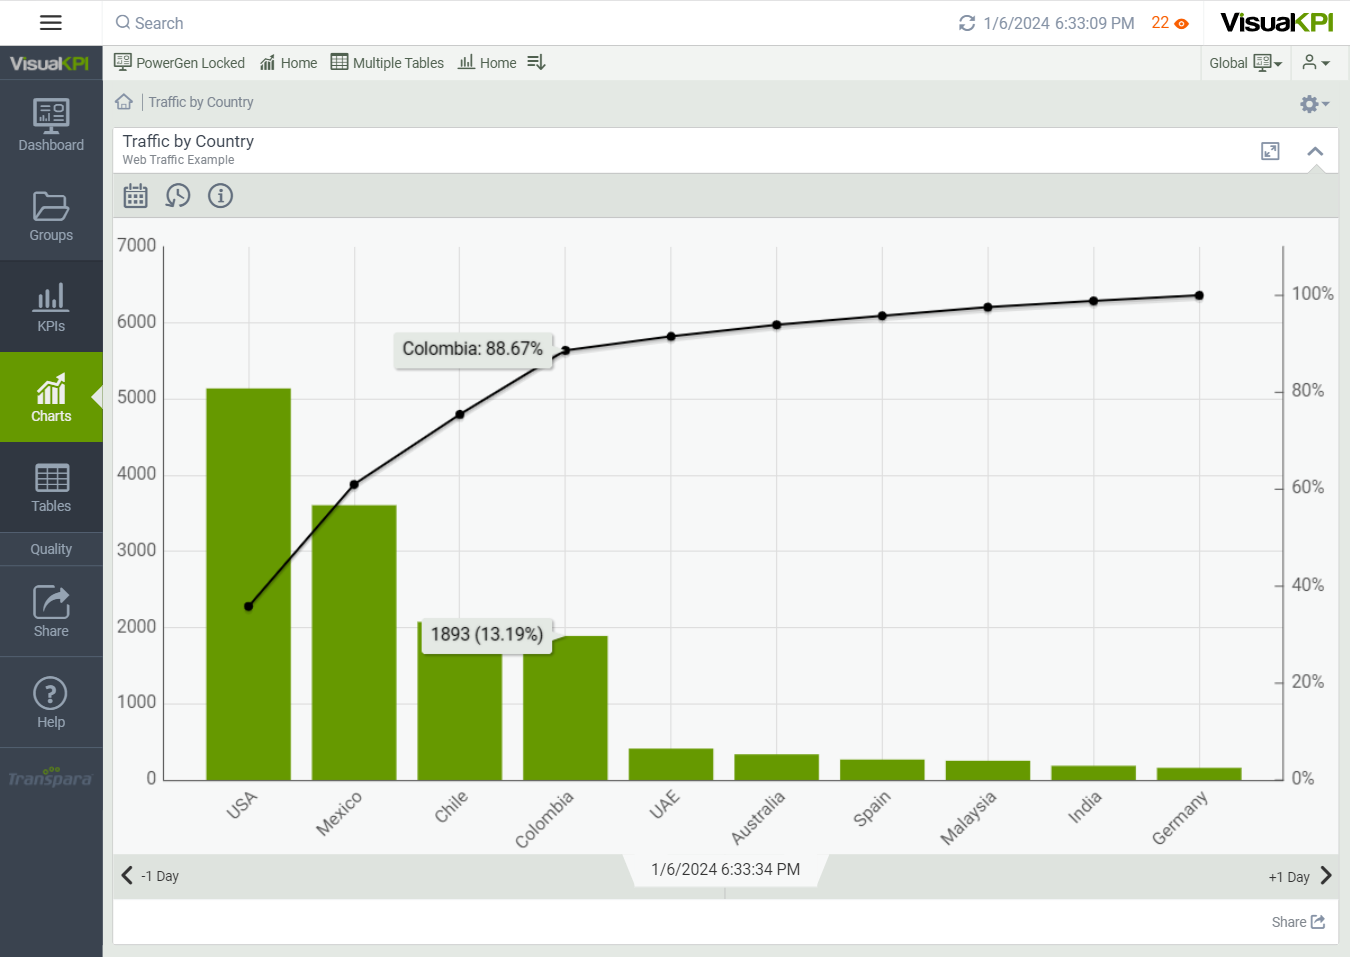 Search
1/6/2024 6:33:09 PM
22
VisualKPI
VisualKPI
PowerGen Locked
Home
Multiple Tables
Home
Global
Traffic by Country
Dashboard
Groups
KPIs
Charts
Tables
Quality
Share
Help
Transpara
Traffic by Country
Web Traffic Example
7000
6000
5000
4000
3000
2000
1000
0
100%
80%
60%
40%
20%
0%
Colombia: 88.67%
1893 (13.19%)
USA
Mexico
Chile
Colombia
UAE
Australia
Spain
Malaysia
India
Germany
-1 Day
1/6/2024 6:33:34 PM
+1 Day
Share